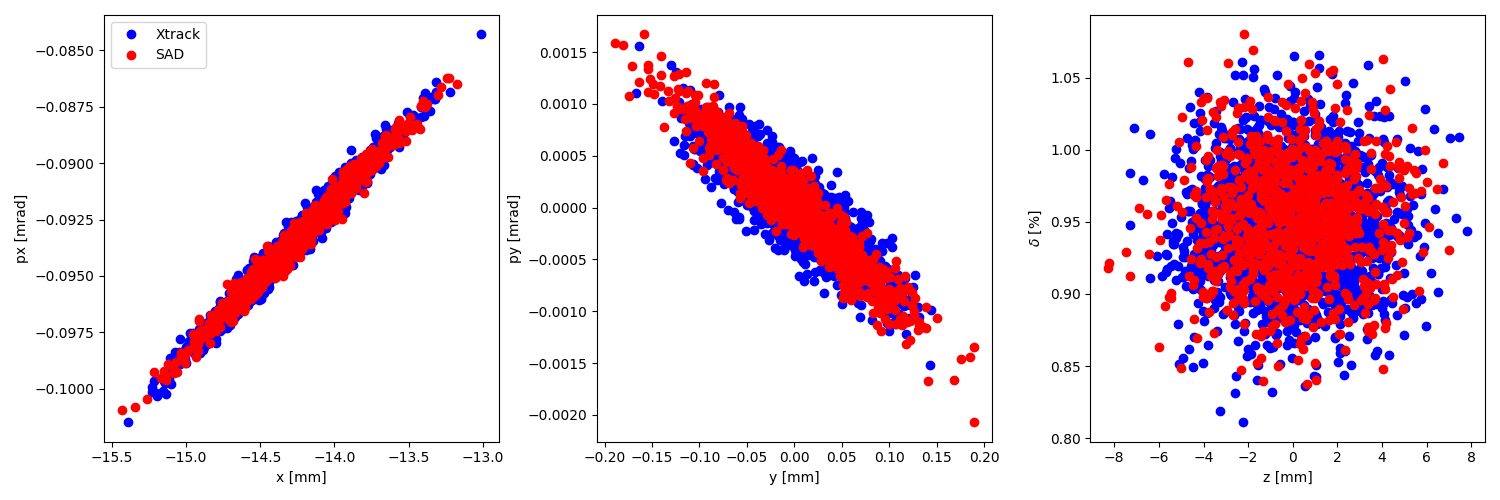 Xtrack
SAD
px [mrad]
−0.0850
−0.0875
−0.0900
−0.0925
−0.0950
−0.0975
−0.1000
−15.5 −15.0 −14.5 −14.0 −13.5 −13.0
x [mm]
py [mrad]
0.0015
0.0010
0.0005
0.0000
−0.0005
−0.0010
−0.0015
−0.0020
−0.20 −0.15 −0.10 −0.05 0.00 0.05 0.10 0.15 0.20
y [mm]
δ [%]
1.05
1.00
0.95
0.90
0.85
0.80
−8 −6 −4 −2 0 2 4 6 8
z [mm]